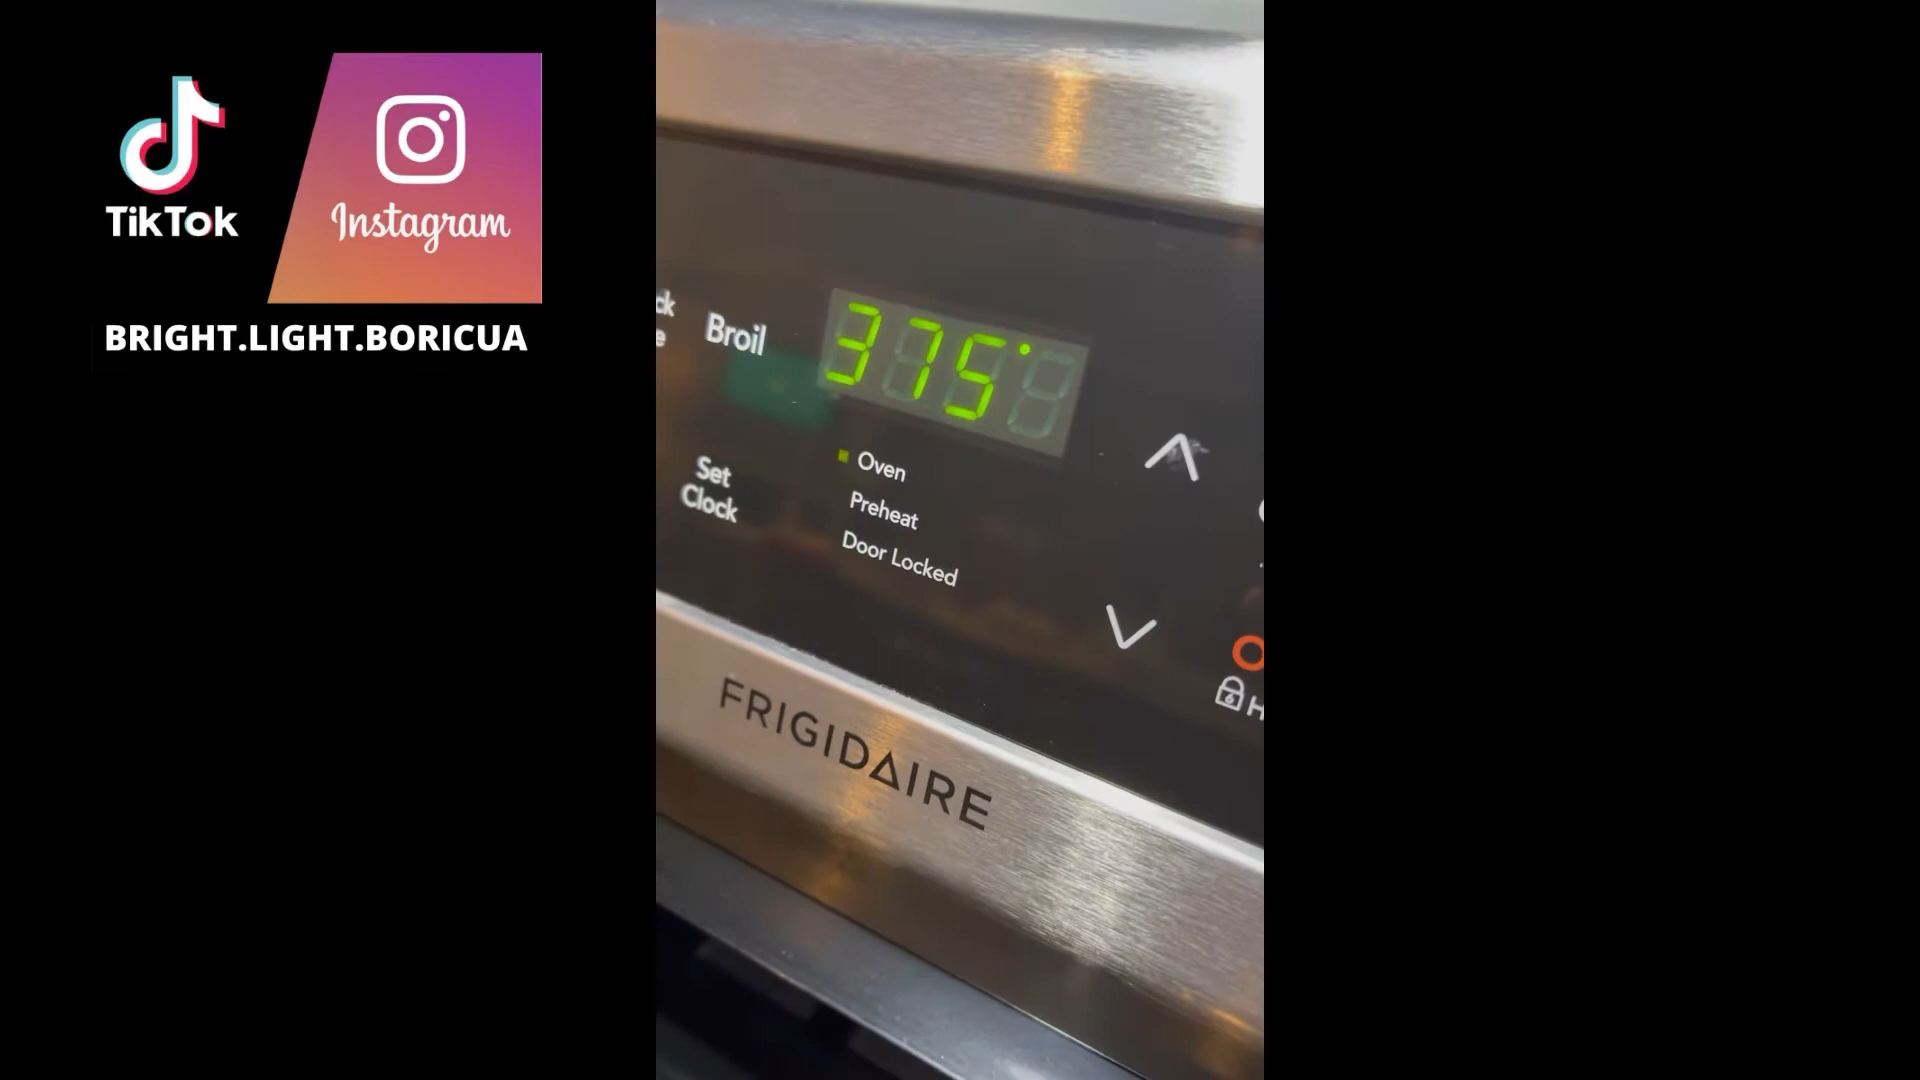 TikTok
Instagram
BRIGHT.LIGHT.BORICUA
Broil
375°
Set
Clock
Oven
Preheat
Door Locked
FRIGIDAIRE